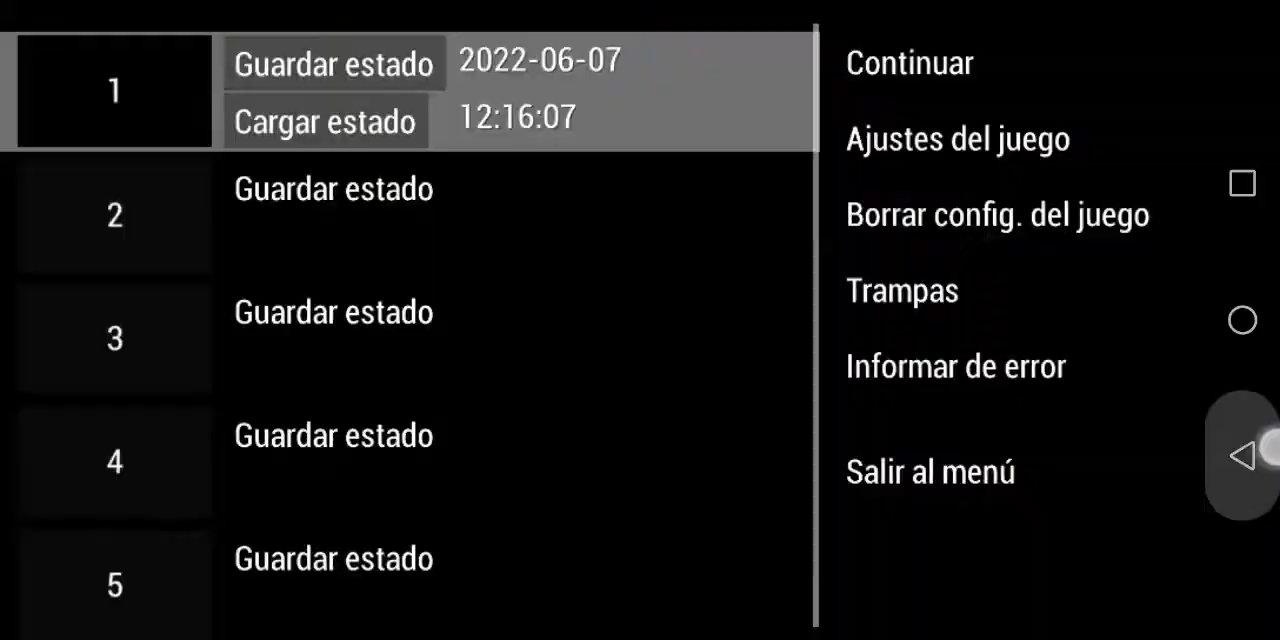 1
Guardar estado 2022-06-07
Cargar estado 12:16:07
2
Guardar estado
3
Guardar estado
4
Guardar estado
5
Guardar estado
Continuar
Ajustes del juego
Borrar config. del juego
Trampas
Informar de error
Salir al menú